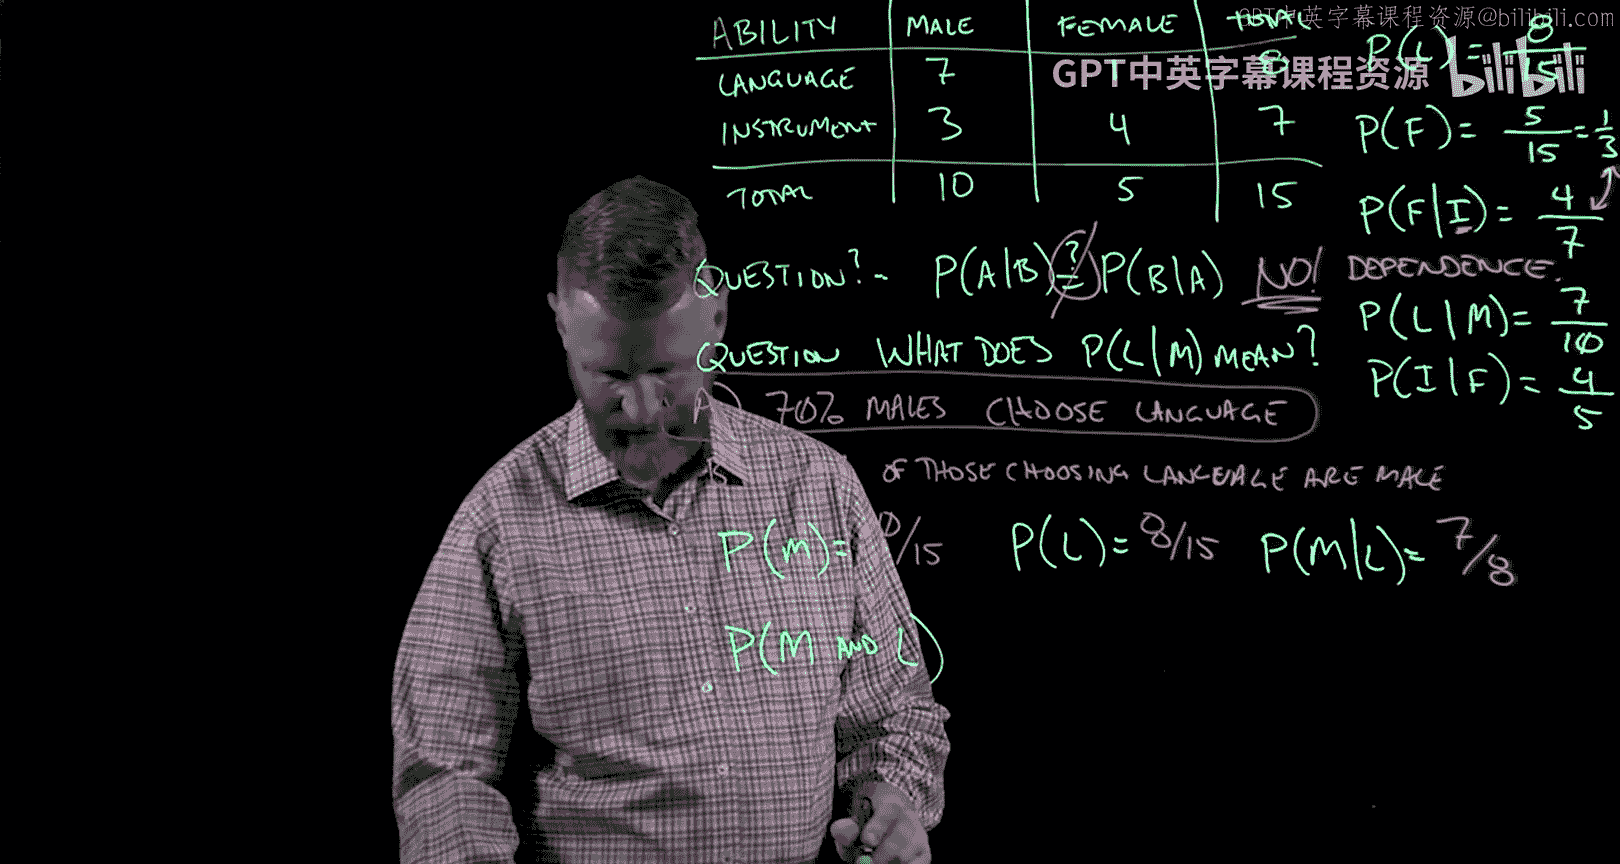 GPT中英字幕课程资源@bilibili.com
GPT中英字幕课程资源 bilibili
ABILITY MALE FEMALE TOTAL
LANGUAGE 7 1 8
INSTRUMENT 3 4 7
TOTAL 10 5 15
P(L) = 8/15
P(F) = 5/15 = 1/3
P(F|I) = 4/7
QUESTION? - P(A|B) ?= P(B|A) NO! DEPENDENCE.
P(L|M) = 7/10
QUESTION WHAT DOES P(L|M) MEAN?
P(I|F) = 4/5
A) 70% MALES CHOOSE LANGUAGE
OF THOSE CHOOSING LANGUAGE ARE MALE
P(M) = /15 P(L) = 8/15 P(M|L) = 7/8
P(M AND L)